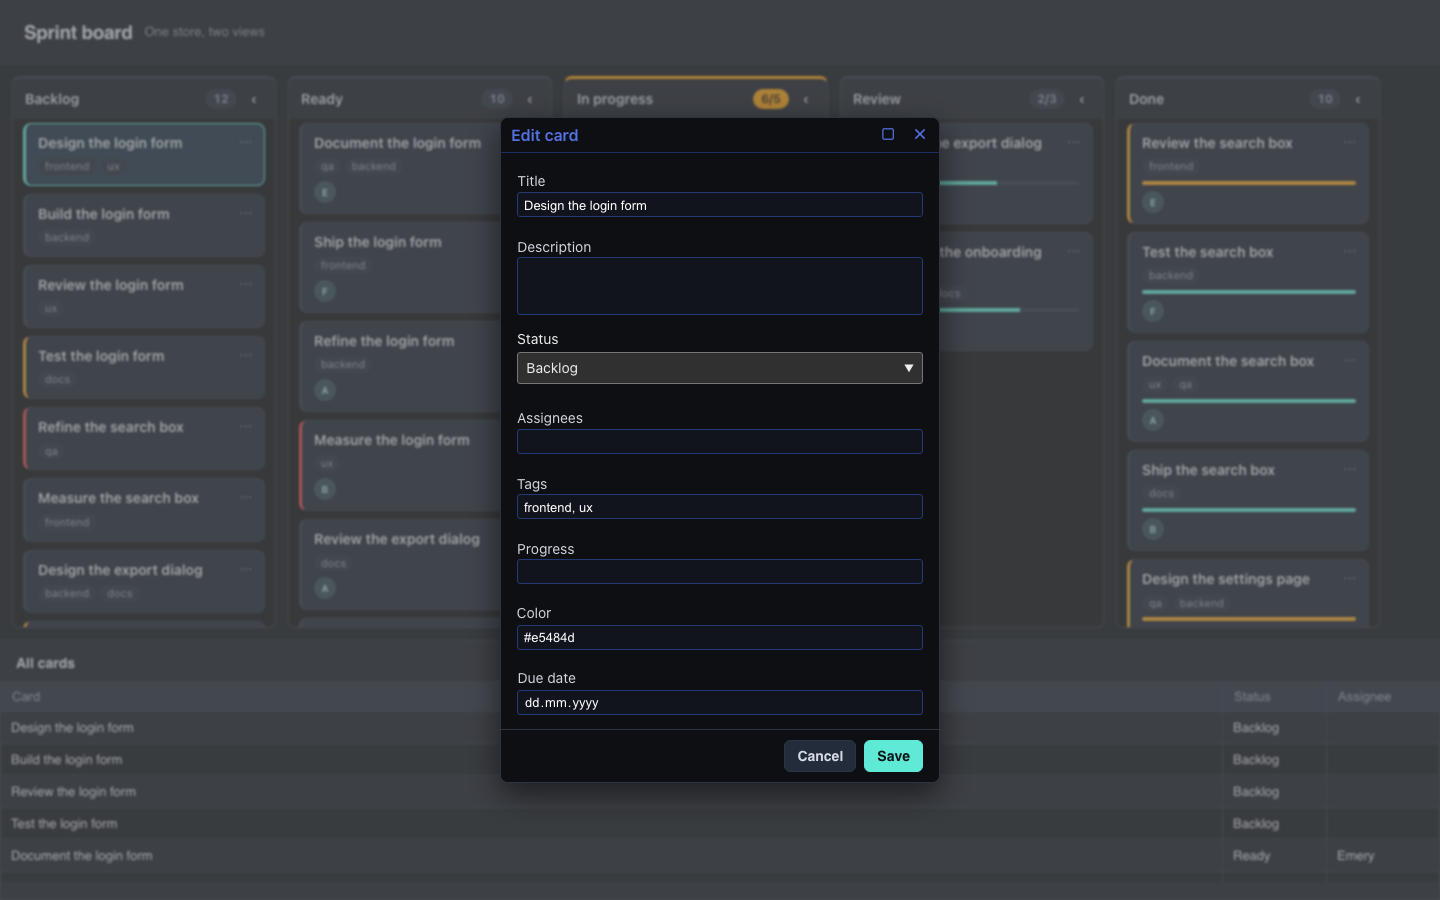 Sprint board One store, two views
Backlog 12
Design the login form
frontend ux
Build the login form
backend
Review the login form
ux
Test the login form
docs
Refine the search box
qa
Measure the search box
frontend
Design the export dialog
backend docs
Ready 10
Document the login form
qa backend
E
Ship the login form
frontend
F
Refine the login form
backend
A
Measure the login form
ux
B
Review the export dialog
docs
A
In progress 6/5
Review 2/3
export dialog
the onboarding
docs
Done 10
Review the search box
frontend
E
Test the search box
backend
F
Document the search box
ux qa
A
Ship the search box
docs
B
Design the settings page
qa backend
Edit card
Title
Design the login form
Description
Status
Backlog
Assignees
Tags
frontend, ux
Progress
Color
#e5484d
Due date
dd.mm.yyyy
Cancel Save
All cards
Card Status Assignee
Design the login form Backlog
Build the login form Backlog
Review the login form Backlog
Test the login form Backlog
Document the login form Ready Emery